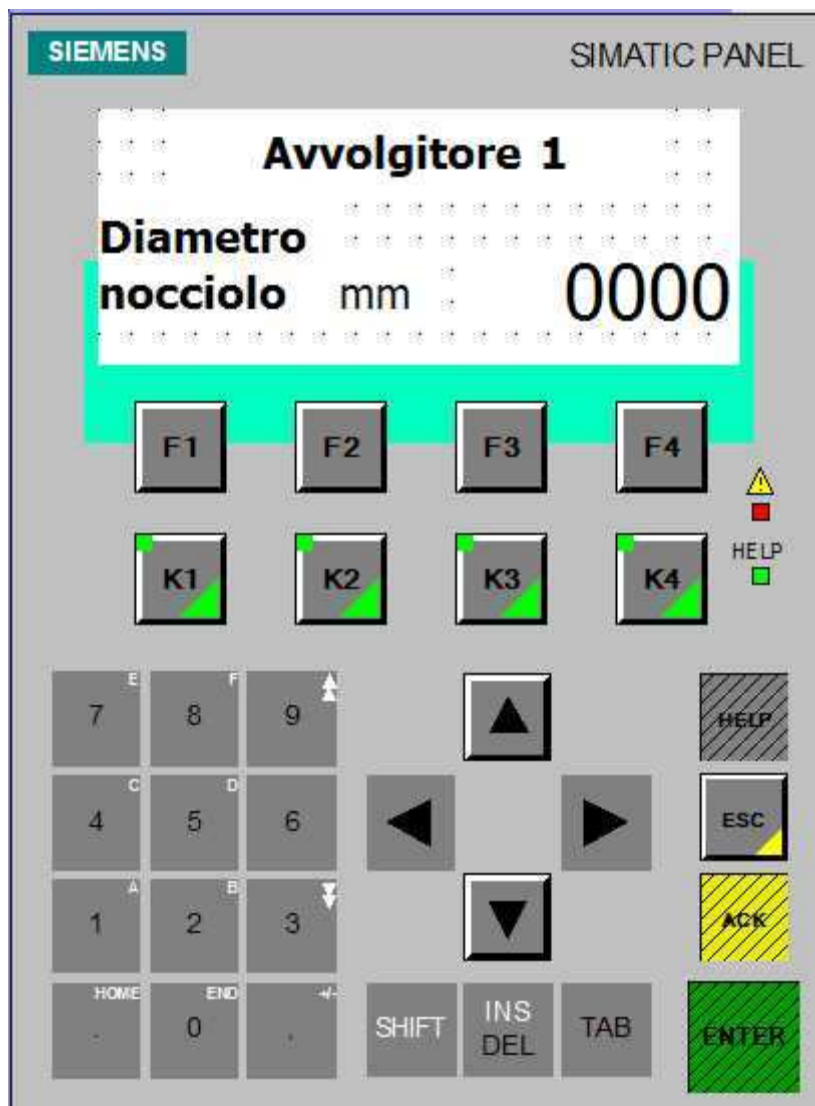 SIEMENS
SIMATIC PANEL
Avvolgitore 1
Diametro
nocciolo mm 0000
F1 F2 F3 F4
HELP
K1 K2 K3 K4
E F
7 8 9
HELP
C D
4 5 6
ESC
A B
1 2 3
ACK
HOME END +/-
. 0 ,
SHIFT
INS
DEL
TAB
ENTER